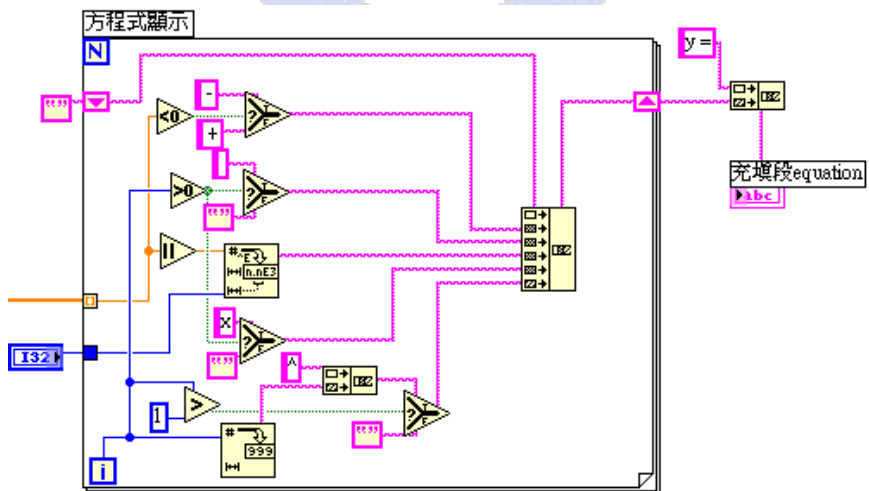 方程式顯示
N
y =
-
<0
+
>0
充填段equation
abc
n.nE3
x
I32
^
>
1
999
i